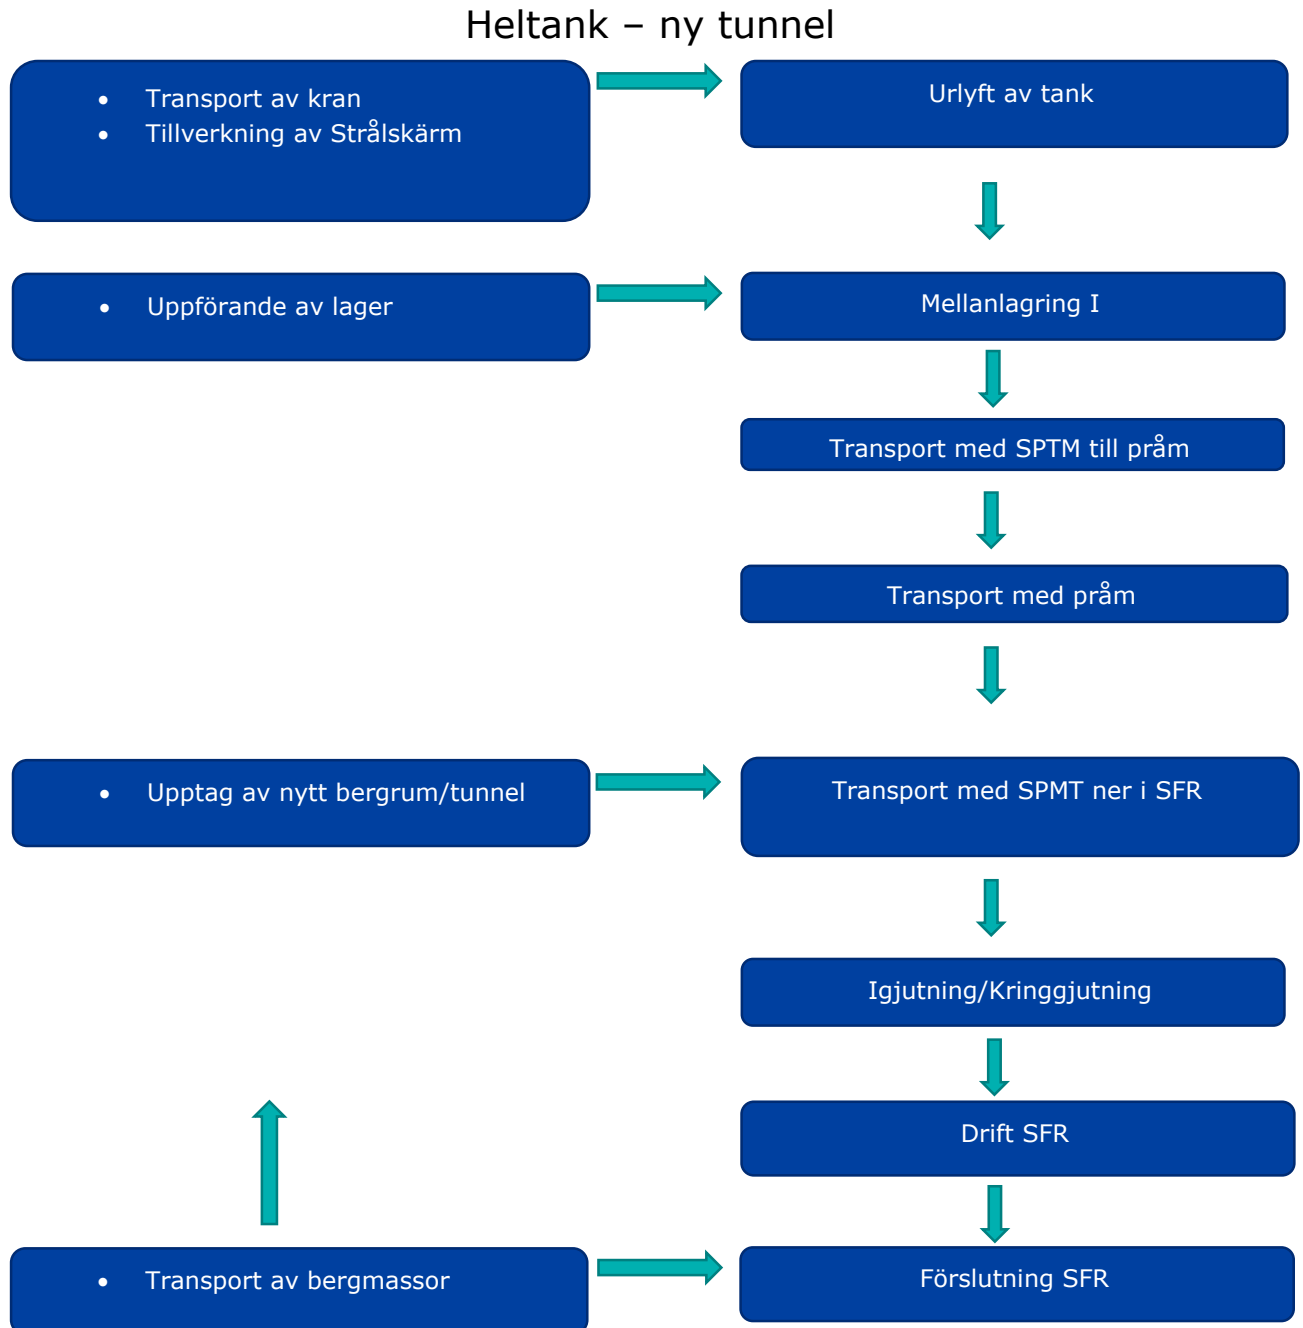 Heltank – ny tunnel
• Transport av kran
• Tillverkning av Strålskärm
Urlyft av tank
• Uppförande av lager
Mellanlagring I
Transport med SPTM till pråm
Transport med pråm
• Upptag av nytt bergrum/tunnel
Transport med SPMT ner i SFR
Igjutning/Kringgjutning
Drift SFR
• Transport av bergmassor
Förslutning SFR